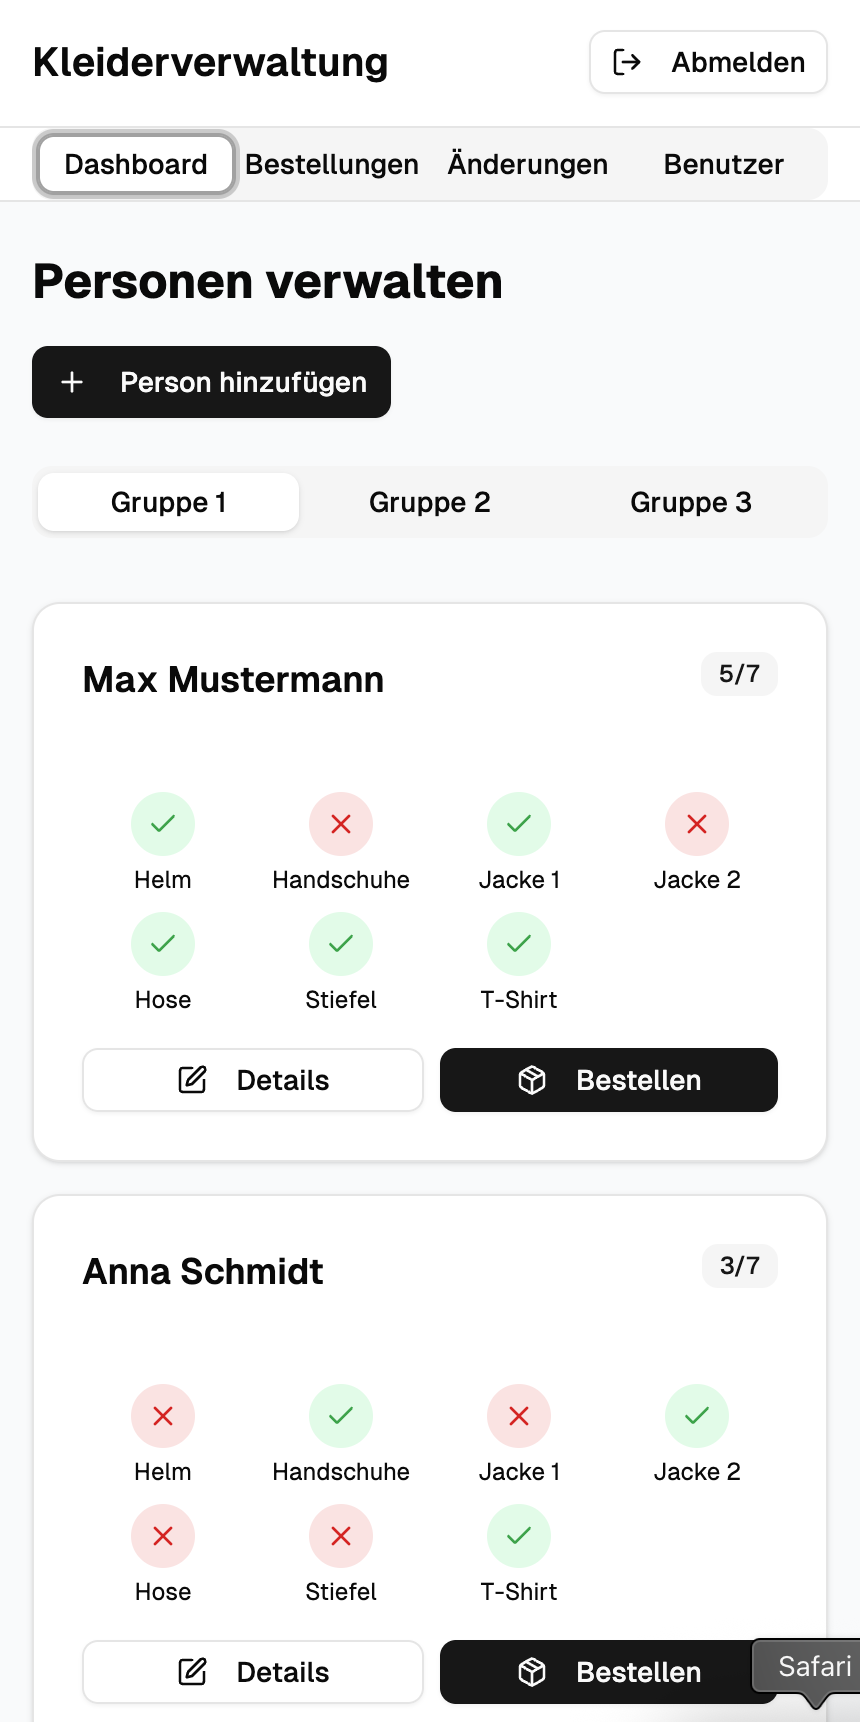 Kleiderverwaltung
Abmelden
Dashboard Bestellungen Änderungen Benutzer
Personen verwalten
Person hinzufügen
Gruppe 1 Gruppe 2 Gruppe 3
Max Mustermann 5/7
Helm Handschuhe Jacke 1 Jacke 2
Hose Stiefel T-Shirt
Details Bestellen
Anna Schmidt 3/7
Helm Handschuhe Jacke 1 Jacke 2
Hose Stiefel T-Shirt
Details Bestellen
Safari